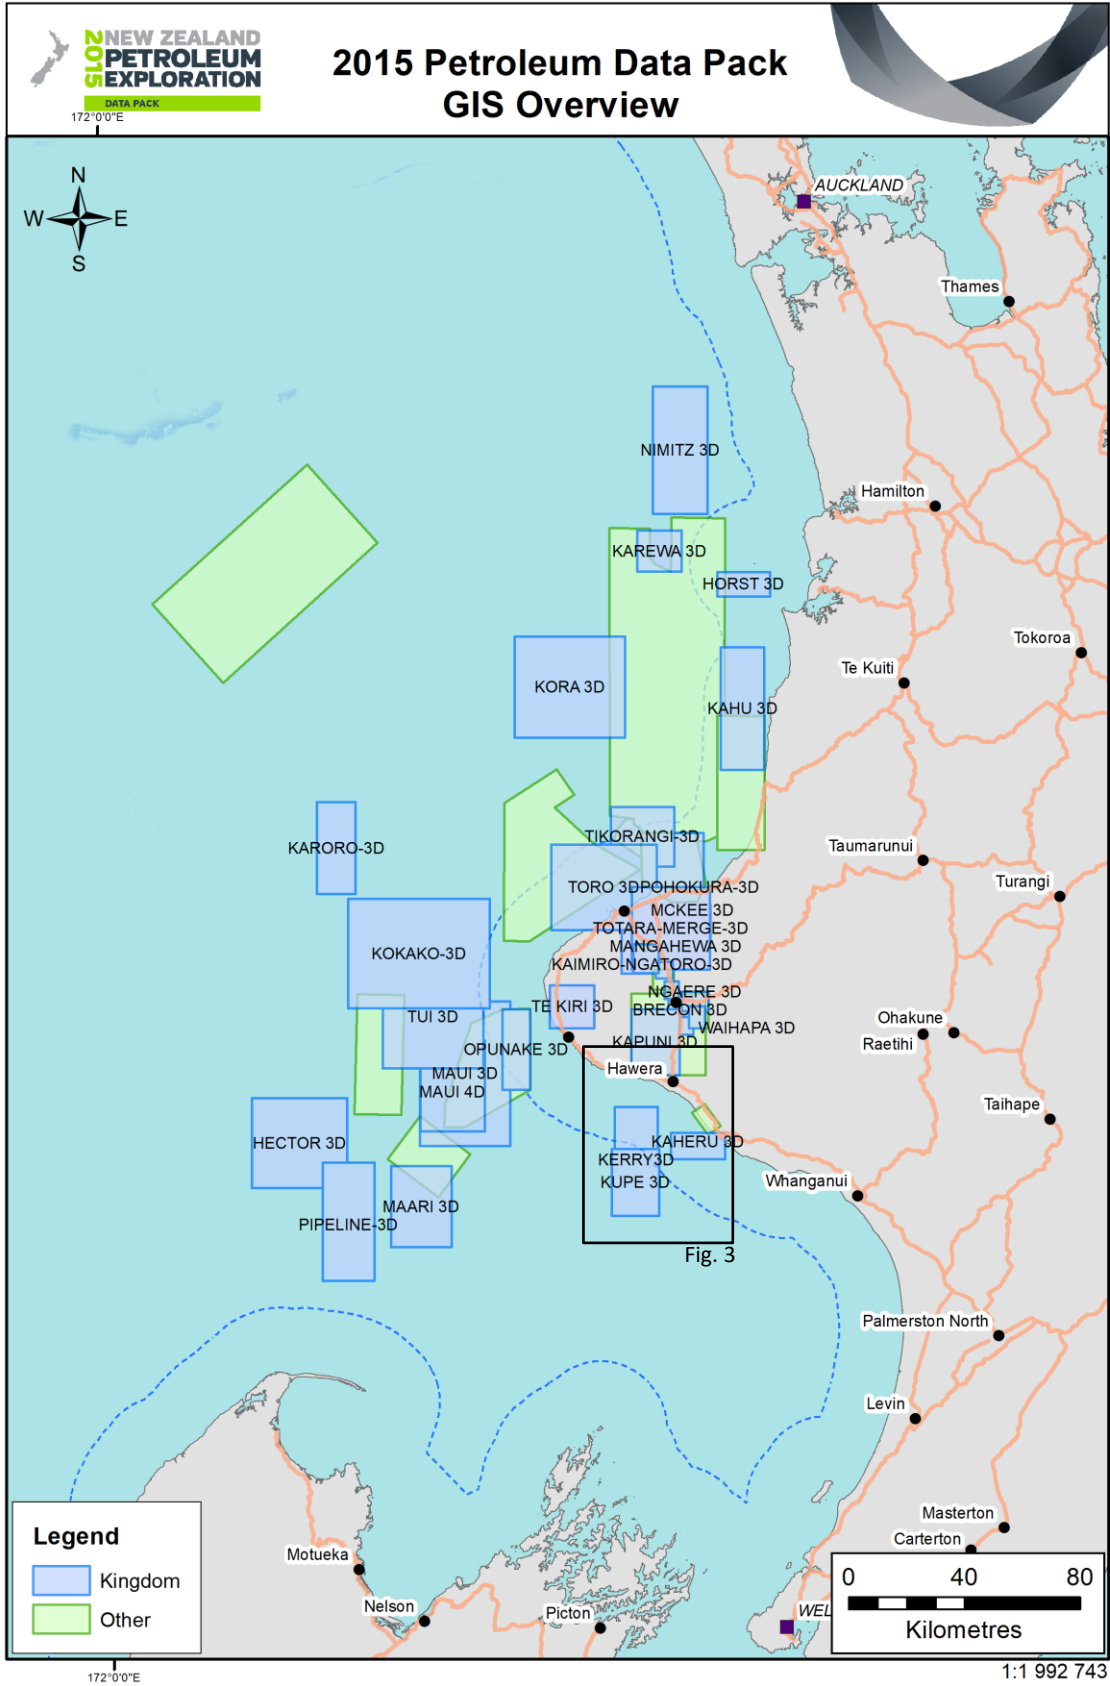 2015
NEW ZEALAND
PETROLEUM
EXPLORATION
DATA PACK
2015 Petroleum Data Pack
GIS Overview
172°0'0"E
N
W E
S
AUCKLAND
Thames
NIMITZ 3D
Hamilton
KAREWA 3D
HORST 3D
Tokoroa
Te Kuiti
KORA 3D
KAHU 3D
TIKORANGI-3D
KARORO-3D
Taumarunui
Turangi
TORO 3D
POHOKURA-3D
MCKEE 3D
TOTARA-MERGE-3D
MANGAHEWA 3D
KOKAKO-3D
KAIMIRO-NGATORO-3D
NGAERE 3D
TE KIRI 3D
BRECON 3D
TUI 3D
WAIHAPA 3D
Ohakune
Raetihi
KAPUNI 3D
OPUNAKE 3D
Hawera
MAUI 3D
MAUI 4D
Taihape
HECTOR 3D
KAHERU 3D
KERRY3D
KUPE 3D
Whanganui
MAARI 3D
PIPELINE-3D
Fig. 3
Palmerston North
Levin
Masterton
Carterton
Legend
Kingdom
Other
Motueka
Nelson
Picton
WEL
0 40 80
Kilometres
172°0'0"E
1:1 992 743